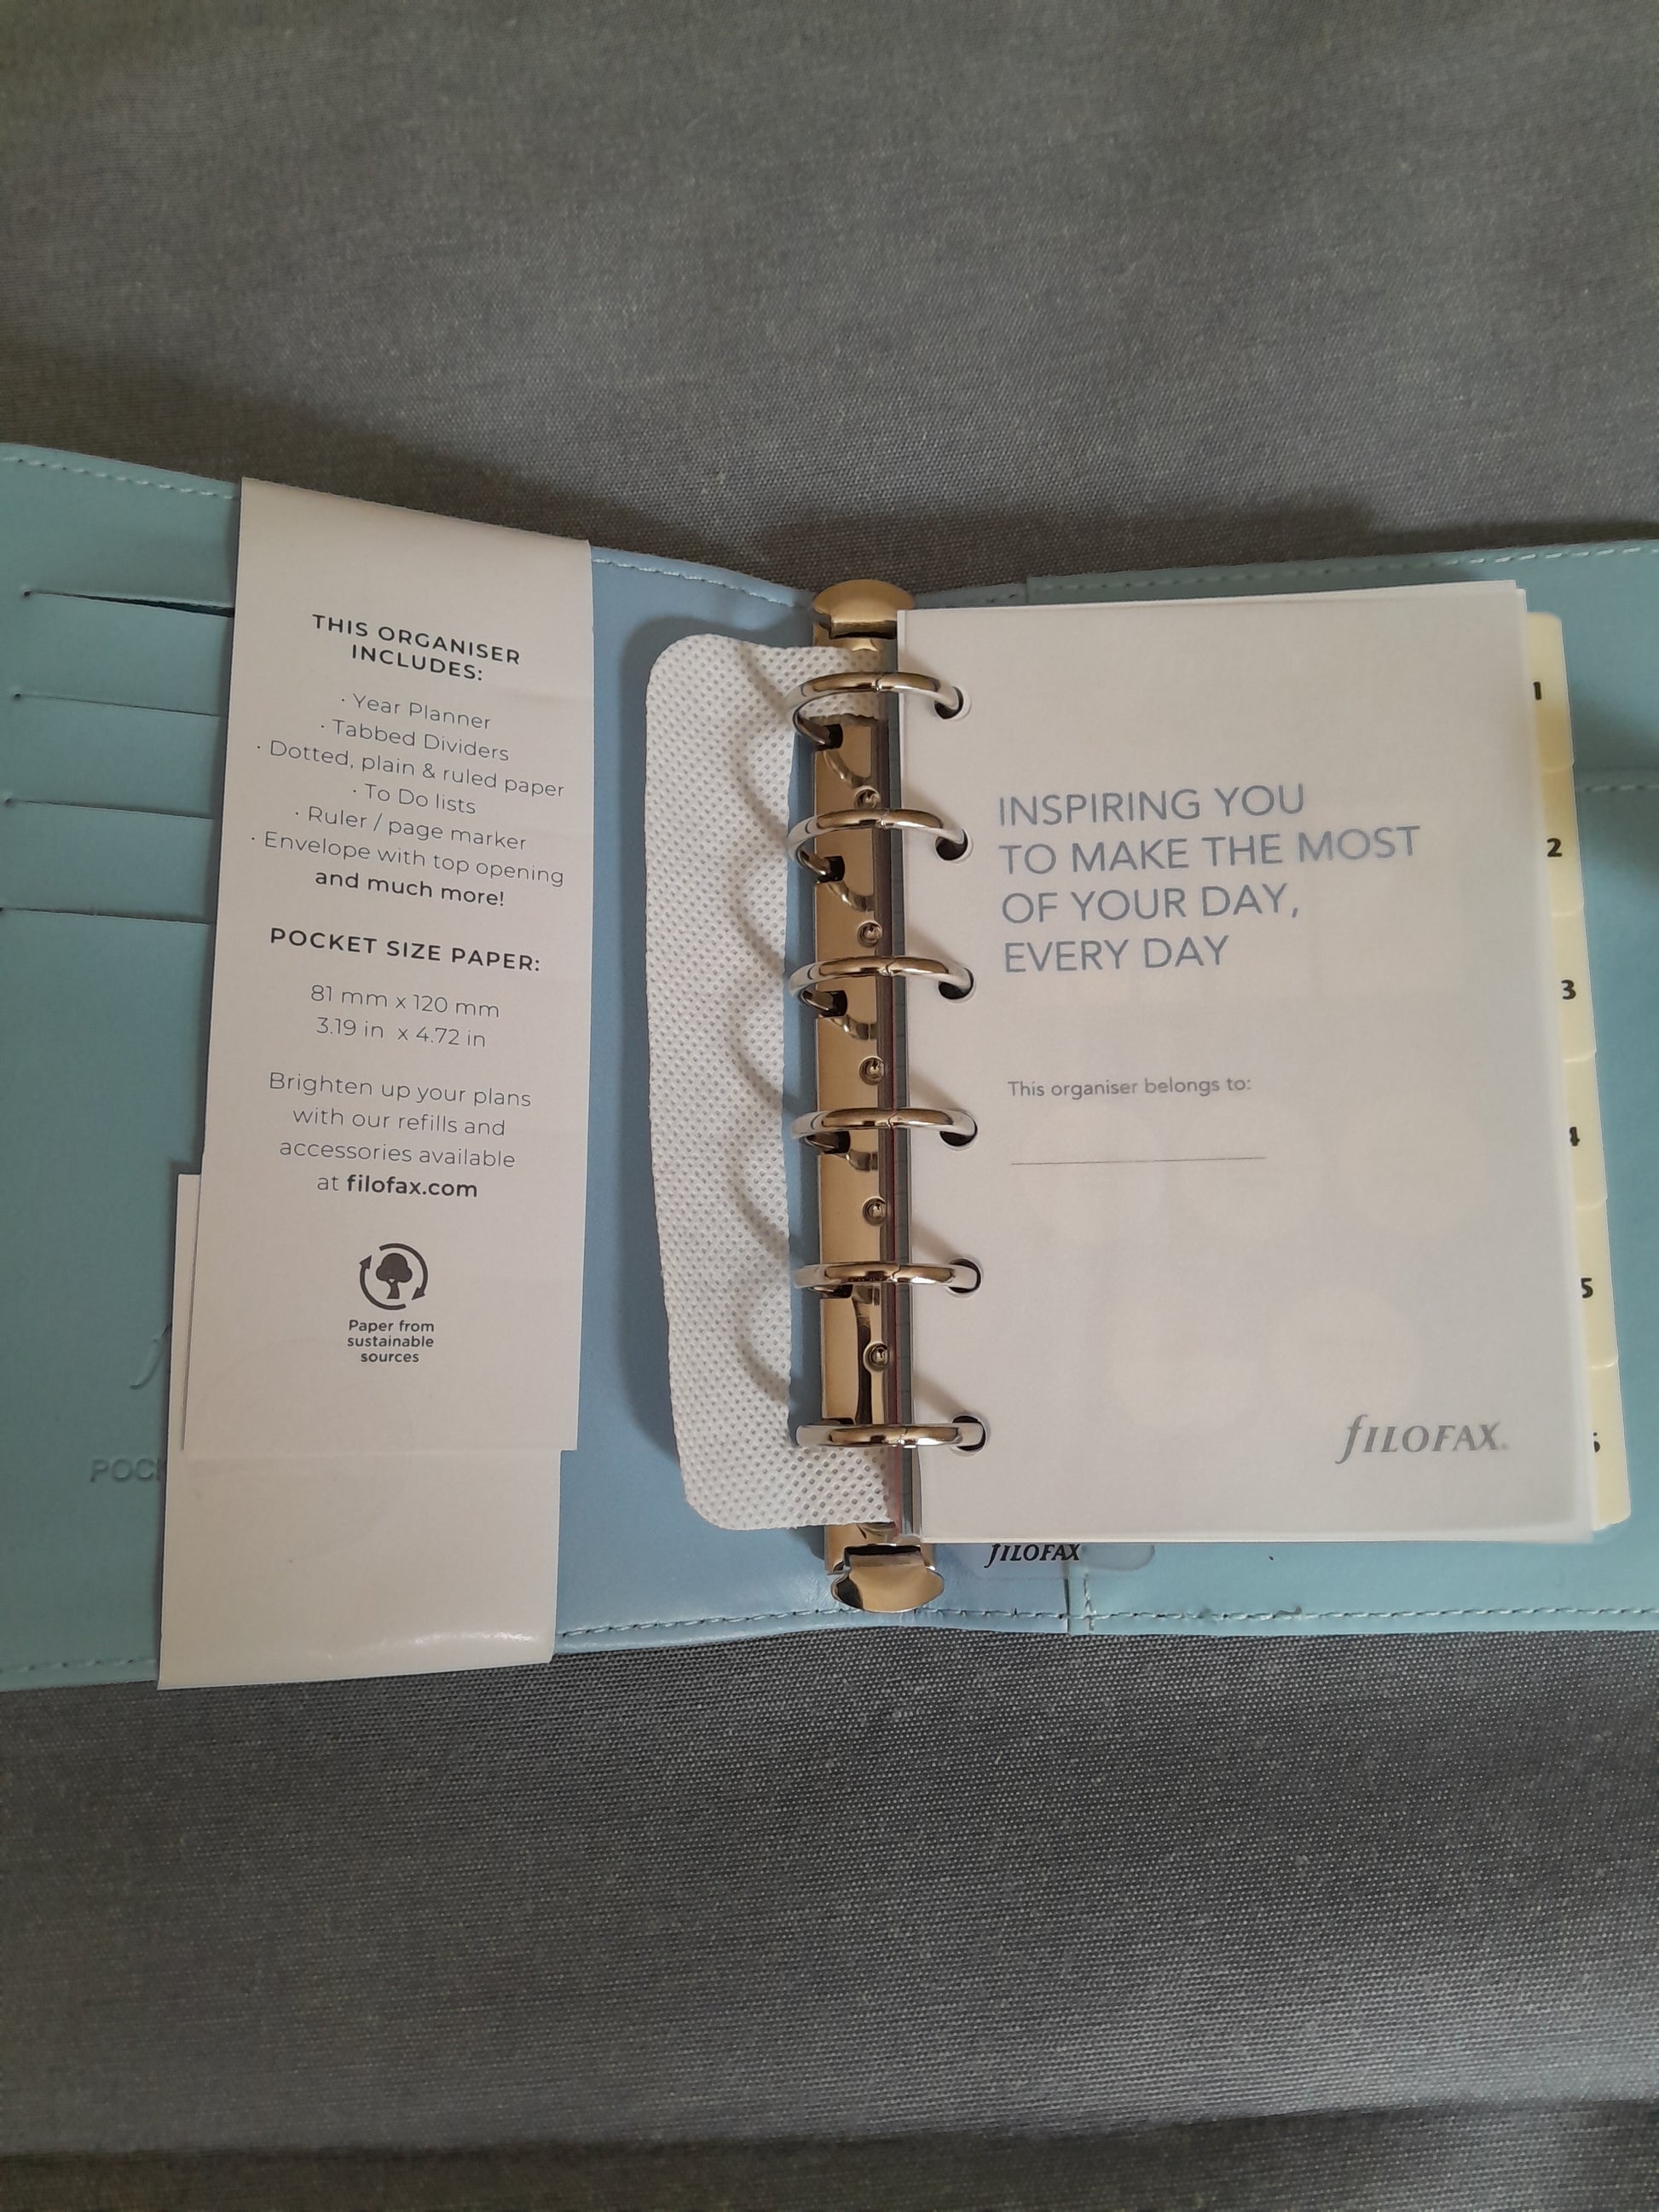 THIS ORGANISER
INCLUDES:
· Year Planner
· Tabbed Dividers
· Dotted, plain & ruled paper
· To Do lists
· Ruler / page marker
· Envelope with top opening
and much more!
POCKET SIZE PAPER:
81 mm x 120 mm
3.19 in x 4.72 in
Brighten up your plans
with our refills and
accessories available
at filofax.com
Paper from
sustainable
sources
INSPIRING YOU
TO MAKE THE MOST
OF YOUR DAY,
EVERY DAY
This organiser belongs to:
fILOFAX®
fILOFAX
1
2
3
4
5